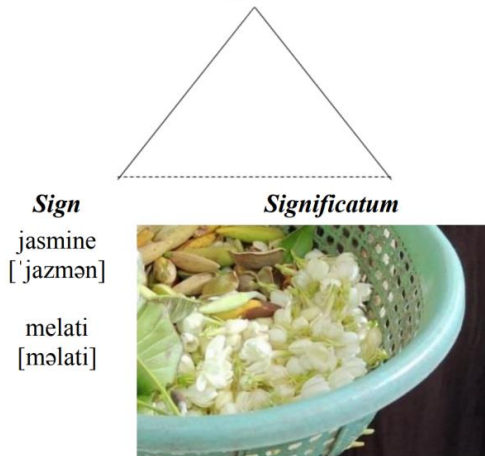 Sign
Significatum
jasmine
[ˈjazmən]
melati
[məlati]